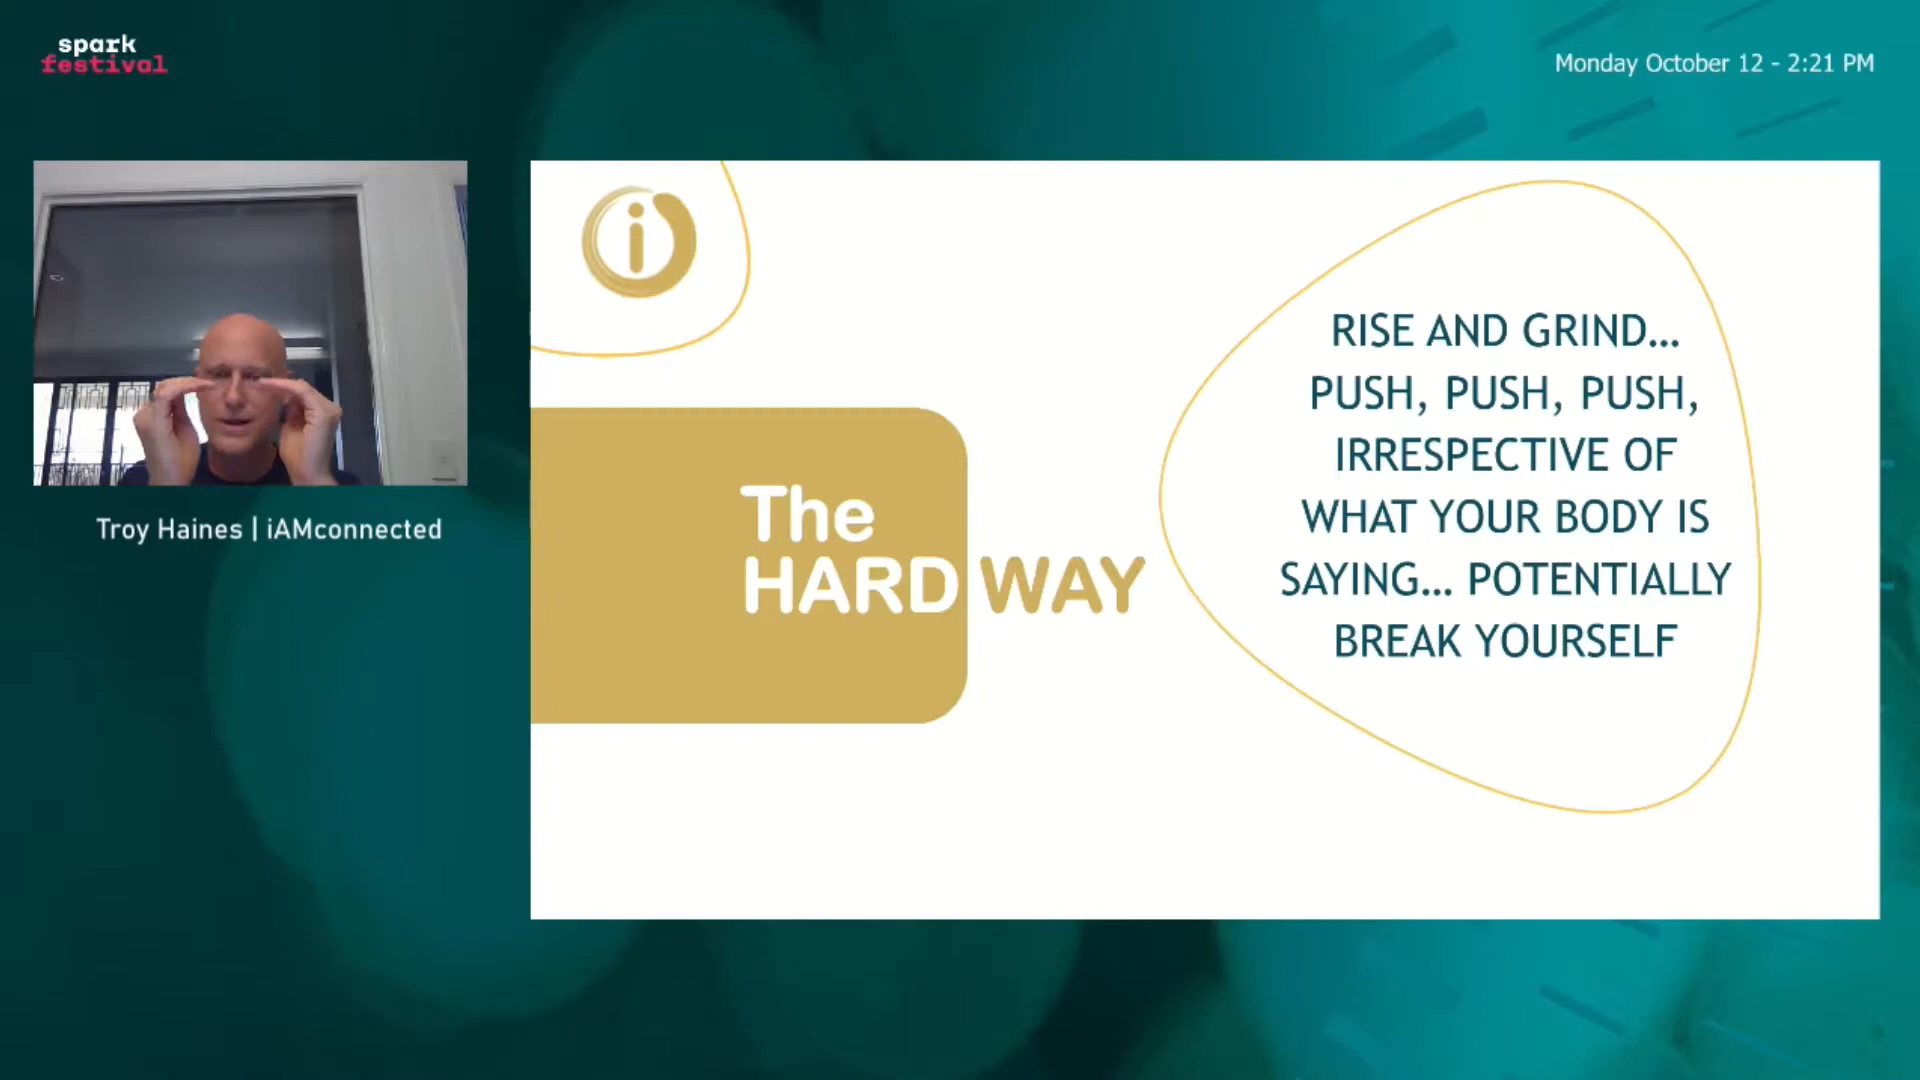 spark
festival
Monday October 12 - 2:21 PM
Troy Haines | iAMconnected
i
The
HARD WAY
RISE AND GRIND...
PUSH, PUSH, PUSH,
IRRESPECTIVE OF
WHAT YOUR BODY IS
SAYING... POTENTIALLY
BREAK YOURSELF